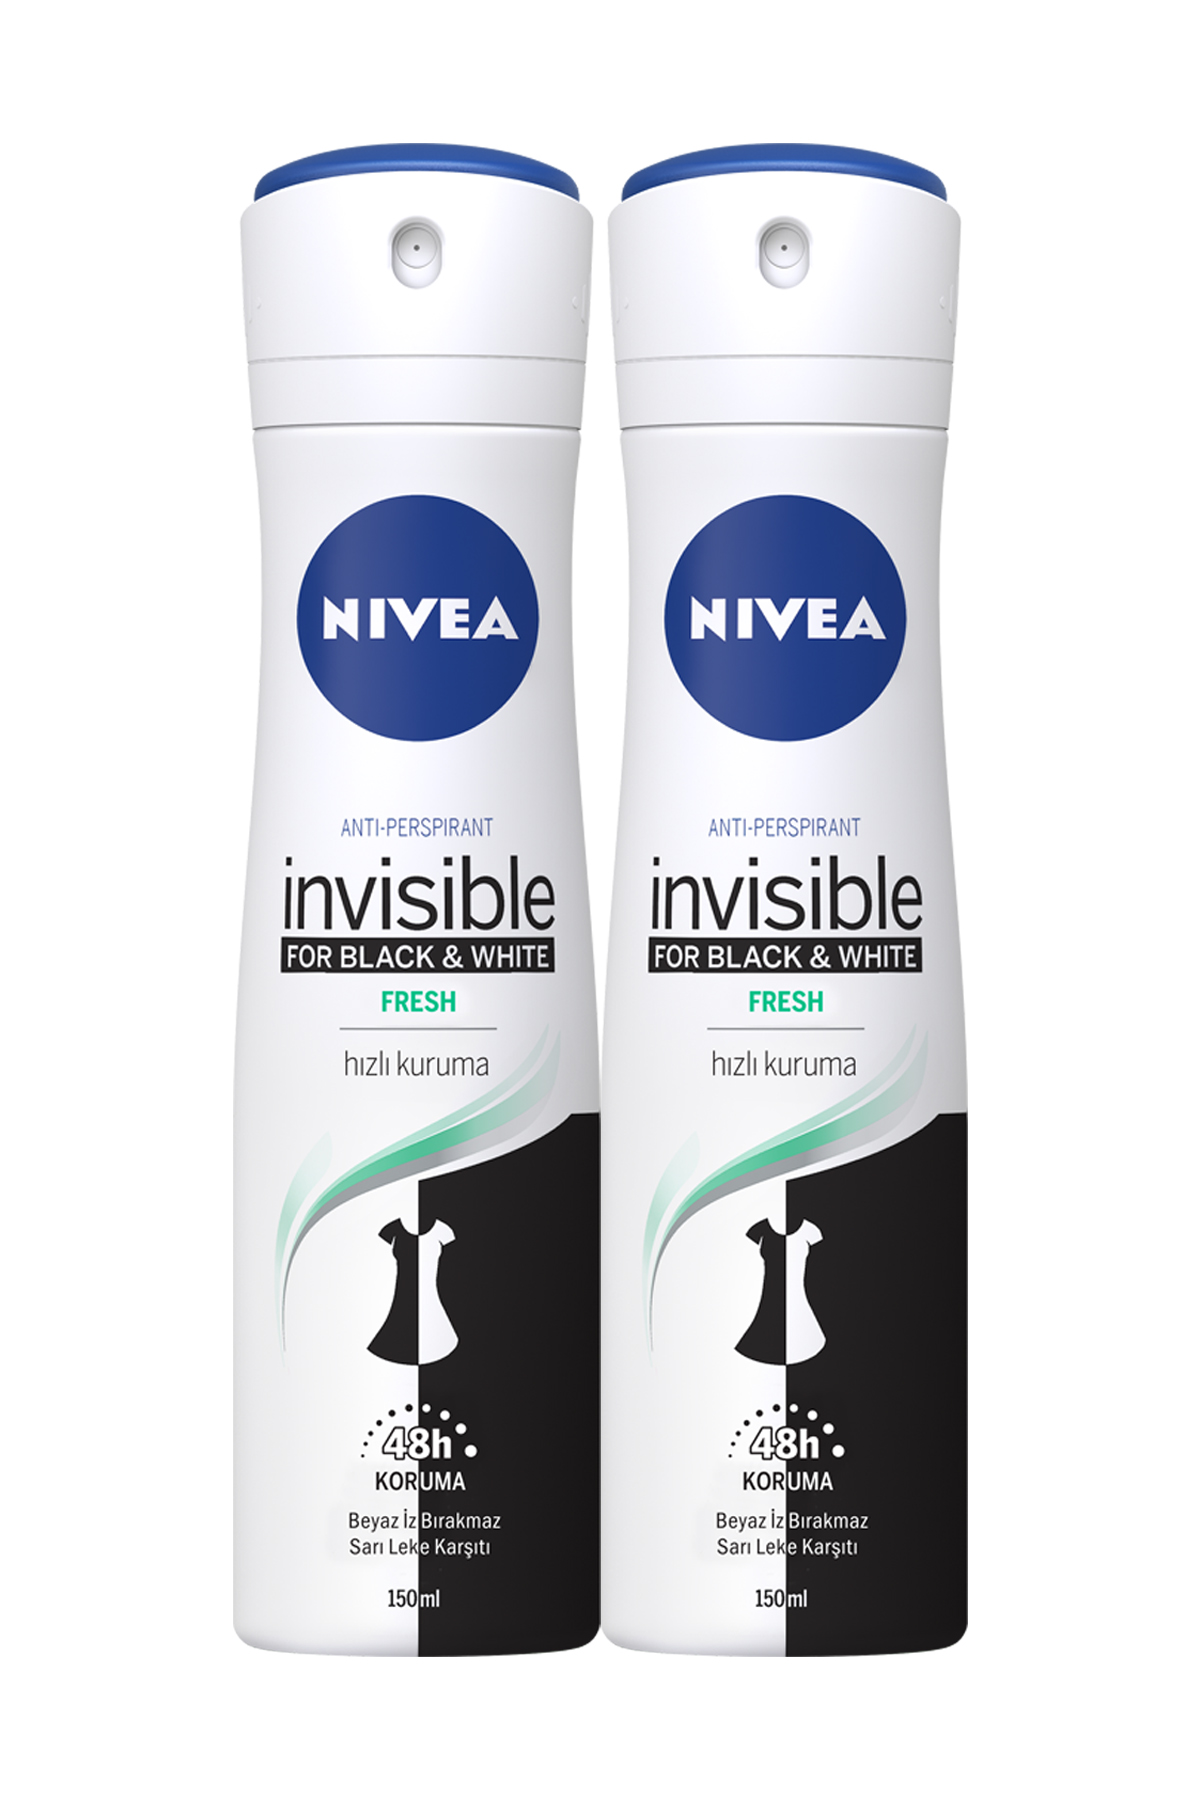 NIVEA
ANTI-PERSPIRANT
invisible
FOR BLACK & WHITE
FRESH
hızlı kuruma
48h
KORUMA
Beyaz İz Bırakmaz
Sarı Leke Karşıtı
150ml
NIVEA
ANTI-PERSPIRANT
invisible
FOR BLACK & WHITE
FRESH
hızlı kuruma
48h
KORUMA
Beyaz İz Bırakmaz
Sarı Leke Karşıtı
150ml